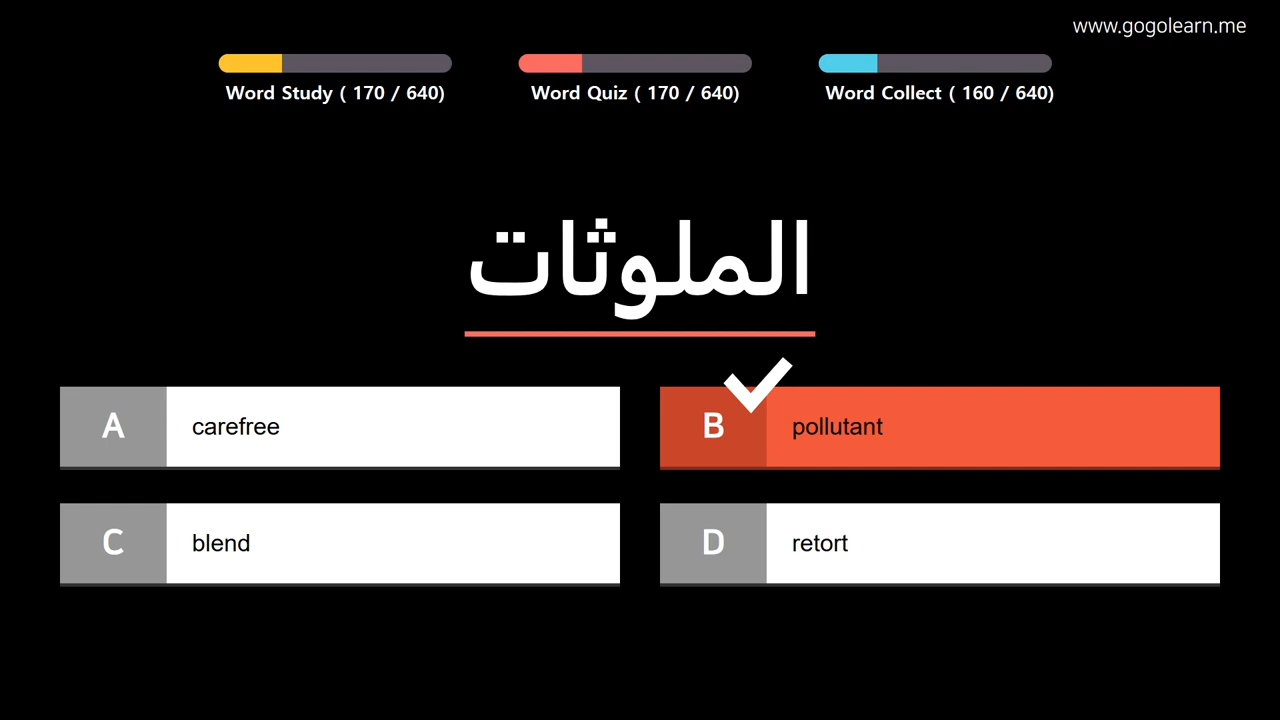 www.gogolearn.me
Word Study ( 170 / 640)
Word Quiz ( 170 / 640)
Word Collect ( 160 / 640)
الملوثات
A carefree
B pollutant
C blend
D retort